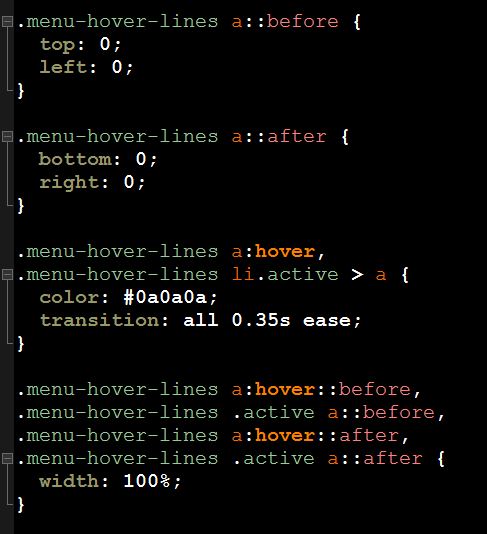 .menu-hover-lines a::before {
  top: 0;
  left: 0;
}

.menu-hover-lines a::after {
  bottom: 0;
  right: 0;
}

.menu-hover-lines a:hover,
.menu-hover-lines li.active > a {
  color: #0a0a0a;
  transition: all 0.35s ease;
}

.menu-hover-lines a:hover::before,
.menu-hover-lines .active a::before,
.menu-hover-lines a:hover::after,
.menu-hover-lines .active a::after {
  width: 100%;
}